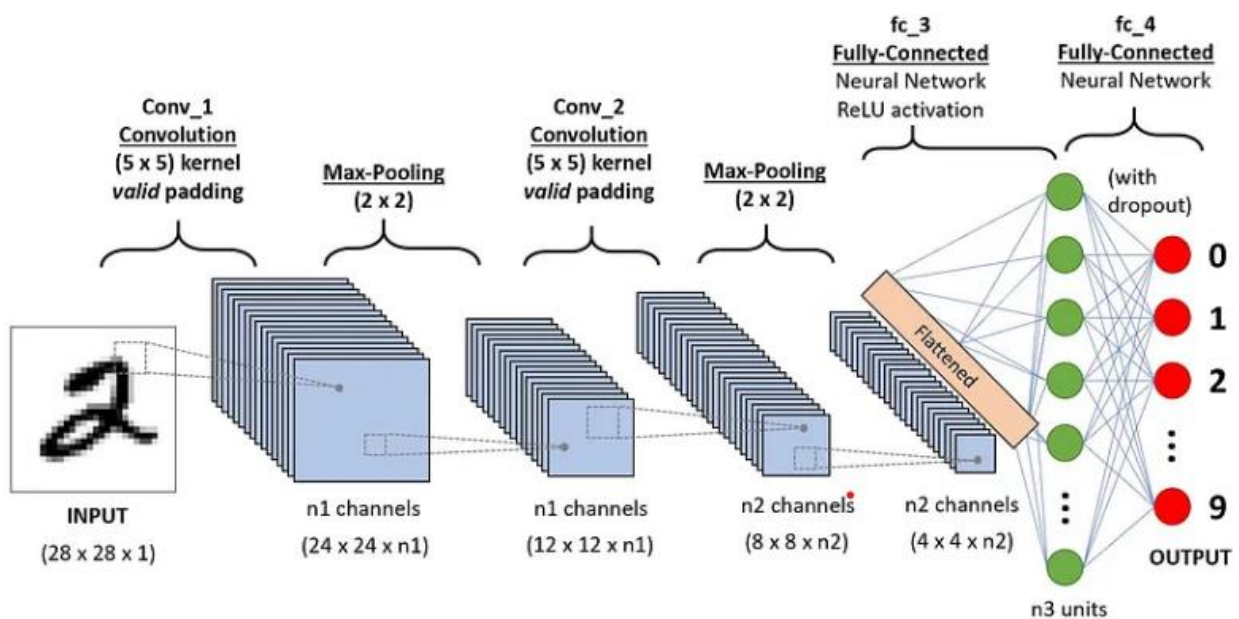 Conv_1
Convolution
(5 x 5) kernel
valid padding
Max-Pooling
(2 x 2)
Conv_2
Convolution
(5 x 5) kernel
valid padding
Max-Pooling
(2 x 2)
fc_3
Fully-Connected
Neural Network
ReLU activation
fc_4
Fully-Connected
Neural Network
(with
dropout)
Flattened
0
1
2
9
OUTPUT
2
INPUT
(28 x 28 x 1)
n1 channels
(24 x 24 x n1)
n1 channels
(12 x 12 x n1)
n2 channels
(8 x 8 x n2)
n2 channels
(4 x 4 x n2)
n3 units